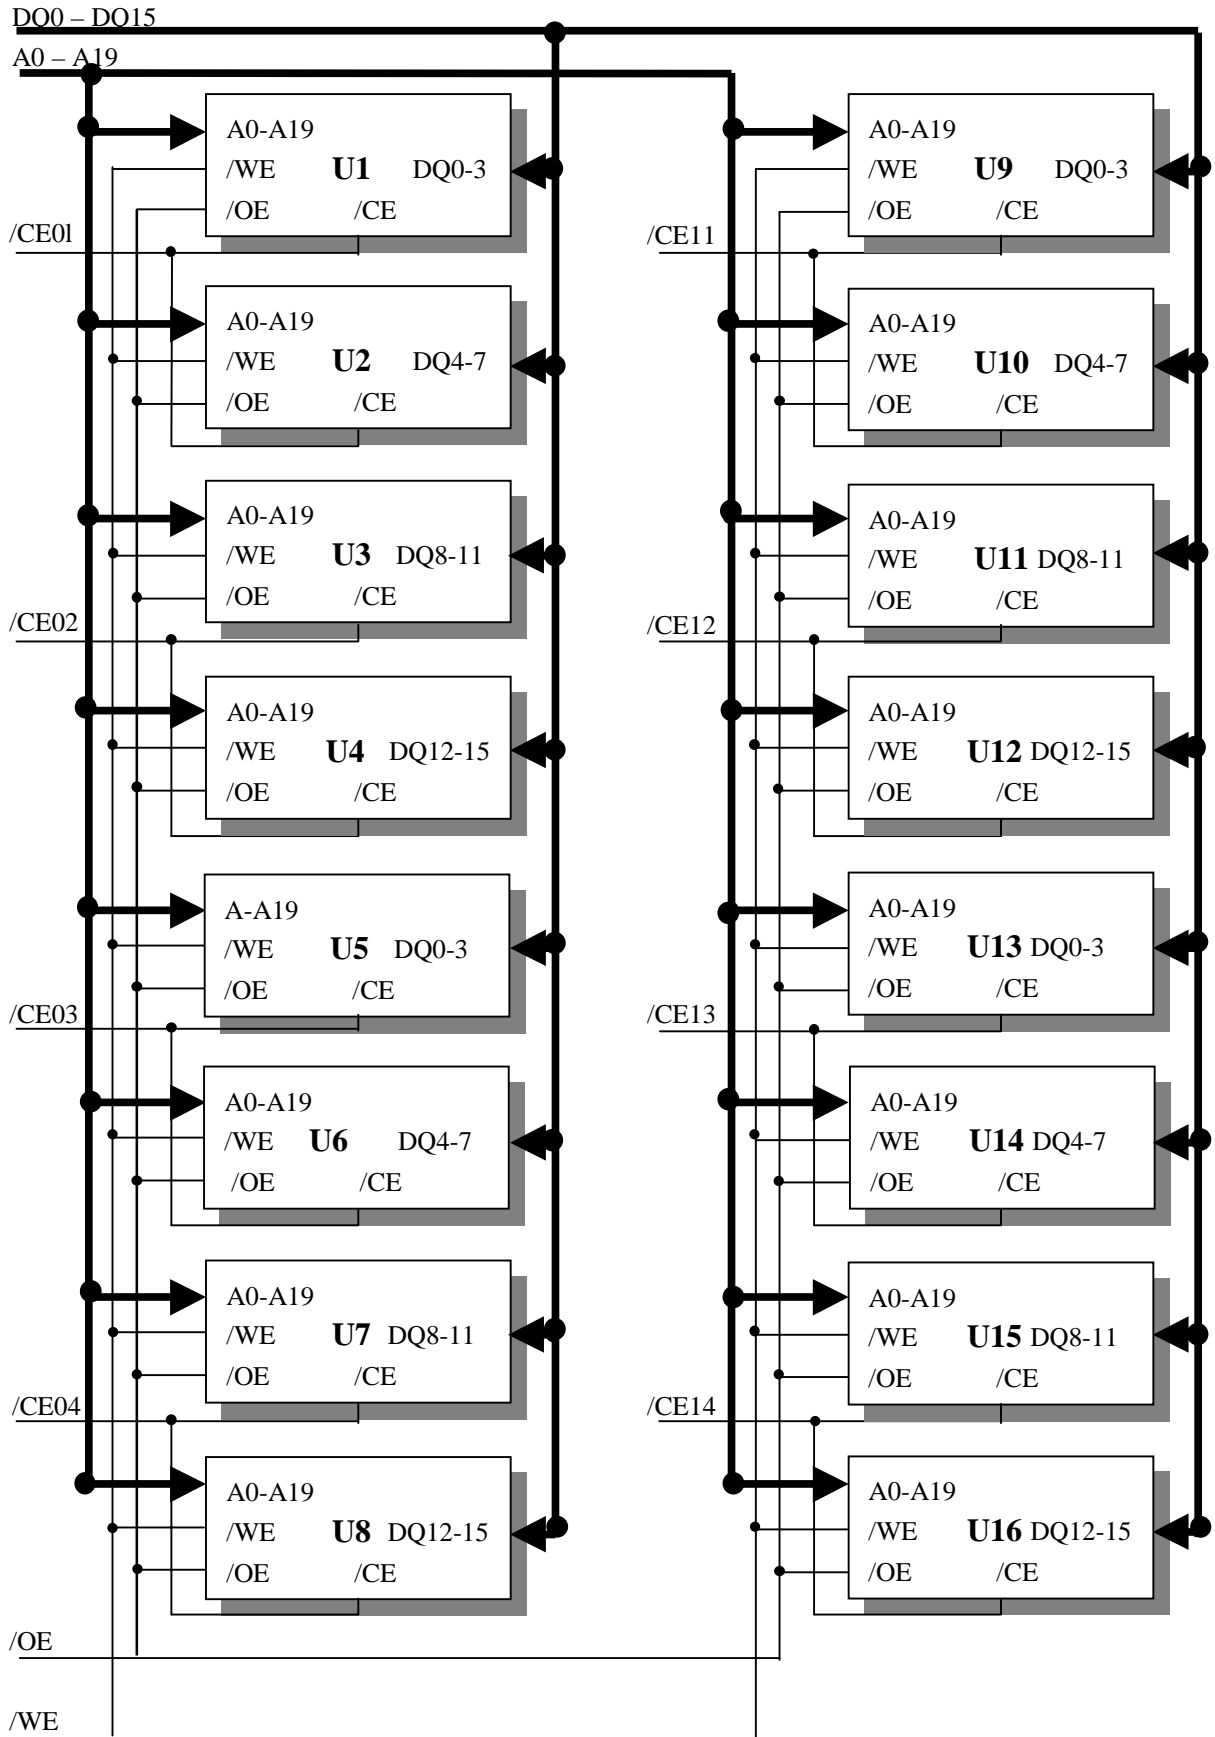 DQ0 – DQ15
A0 – A19
A0-A19
/WE U1 DQ0-3
/OE /CE
/CE0l
A0-A19
/WE U2 DQ4-7
/OE /CE
A0-A19
/WE U3 DQ8-11
/OE /CE
/CE02
A0-A19
/WE U4 DQ12-15
/OE /CE
A-A19
/WE U5 DQ0-3
/OE /CE
/CE03
A0-A19
/WE U6 DQ4-7
/OE /CE
A0-A19
/WE U7 DQ8-11
/OE /CE
/CE04
A0-A19
/WE U8 DQ12-15
/OE /CE
A0-A19
/WE U9 DQ0-3
/OE /CE
/CE11
A0-A19
/WE U10 DQ4-7
/OE /CE
A0-A19
/WE U11 DQ8-11
/OE /CE
/CE12
A0-A19
/WE U12 DQ12-15
/OE /CE
A0-A19
/WE U13 DQ0-3
/OE /CE
/CE13
A0-A19
/WE U14 DQ4-7
/OE /CE
A0-A19
/WE U15 DQ8-11
/OE /CE
/CE14
A0-A19
/WE U16 DQ12-15
/OE /CE
/OE
/WE